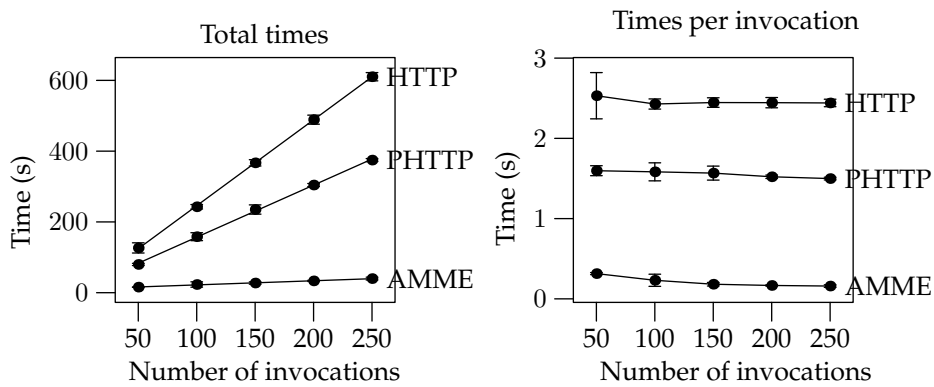 Total times
Time (s)
600
400
200
0
HTTP
PHTTP
AMME
50 100 150 200 250
Number of invocations
Times per invocation
Time (s)
3
2
1
0
HTTP
PHTTP
AMME
50 100 150 200 250
Number of invocations